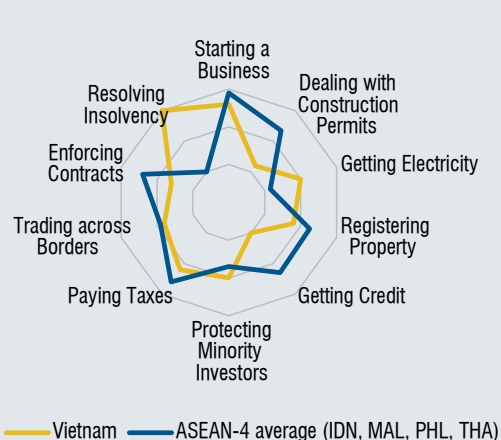 Starting a
Business
Dealing with
Construction
Permits
Getting Electricity
Registering
Property
Getting Credit
Protecting
Minority
Investors
Paying Taxes
Trading across
Borders
Enforcing
Contracts
Resolving
Insolvency
Vietnam
ASEAN-4 average (IDN, MAL, PHL, THA)